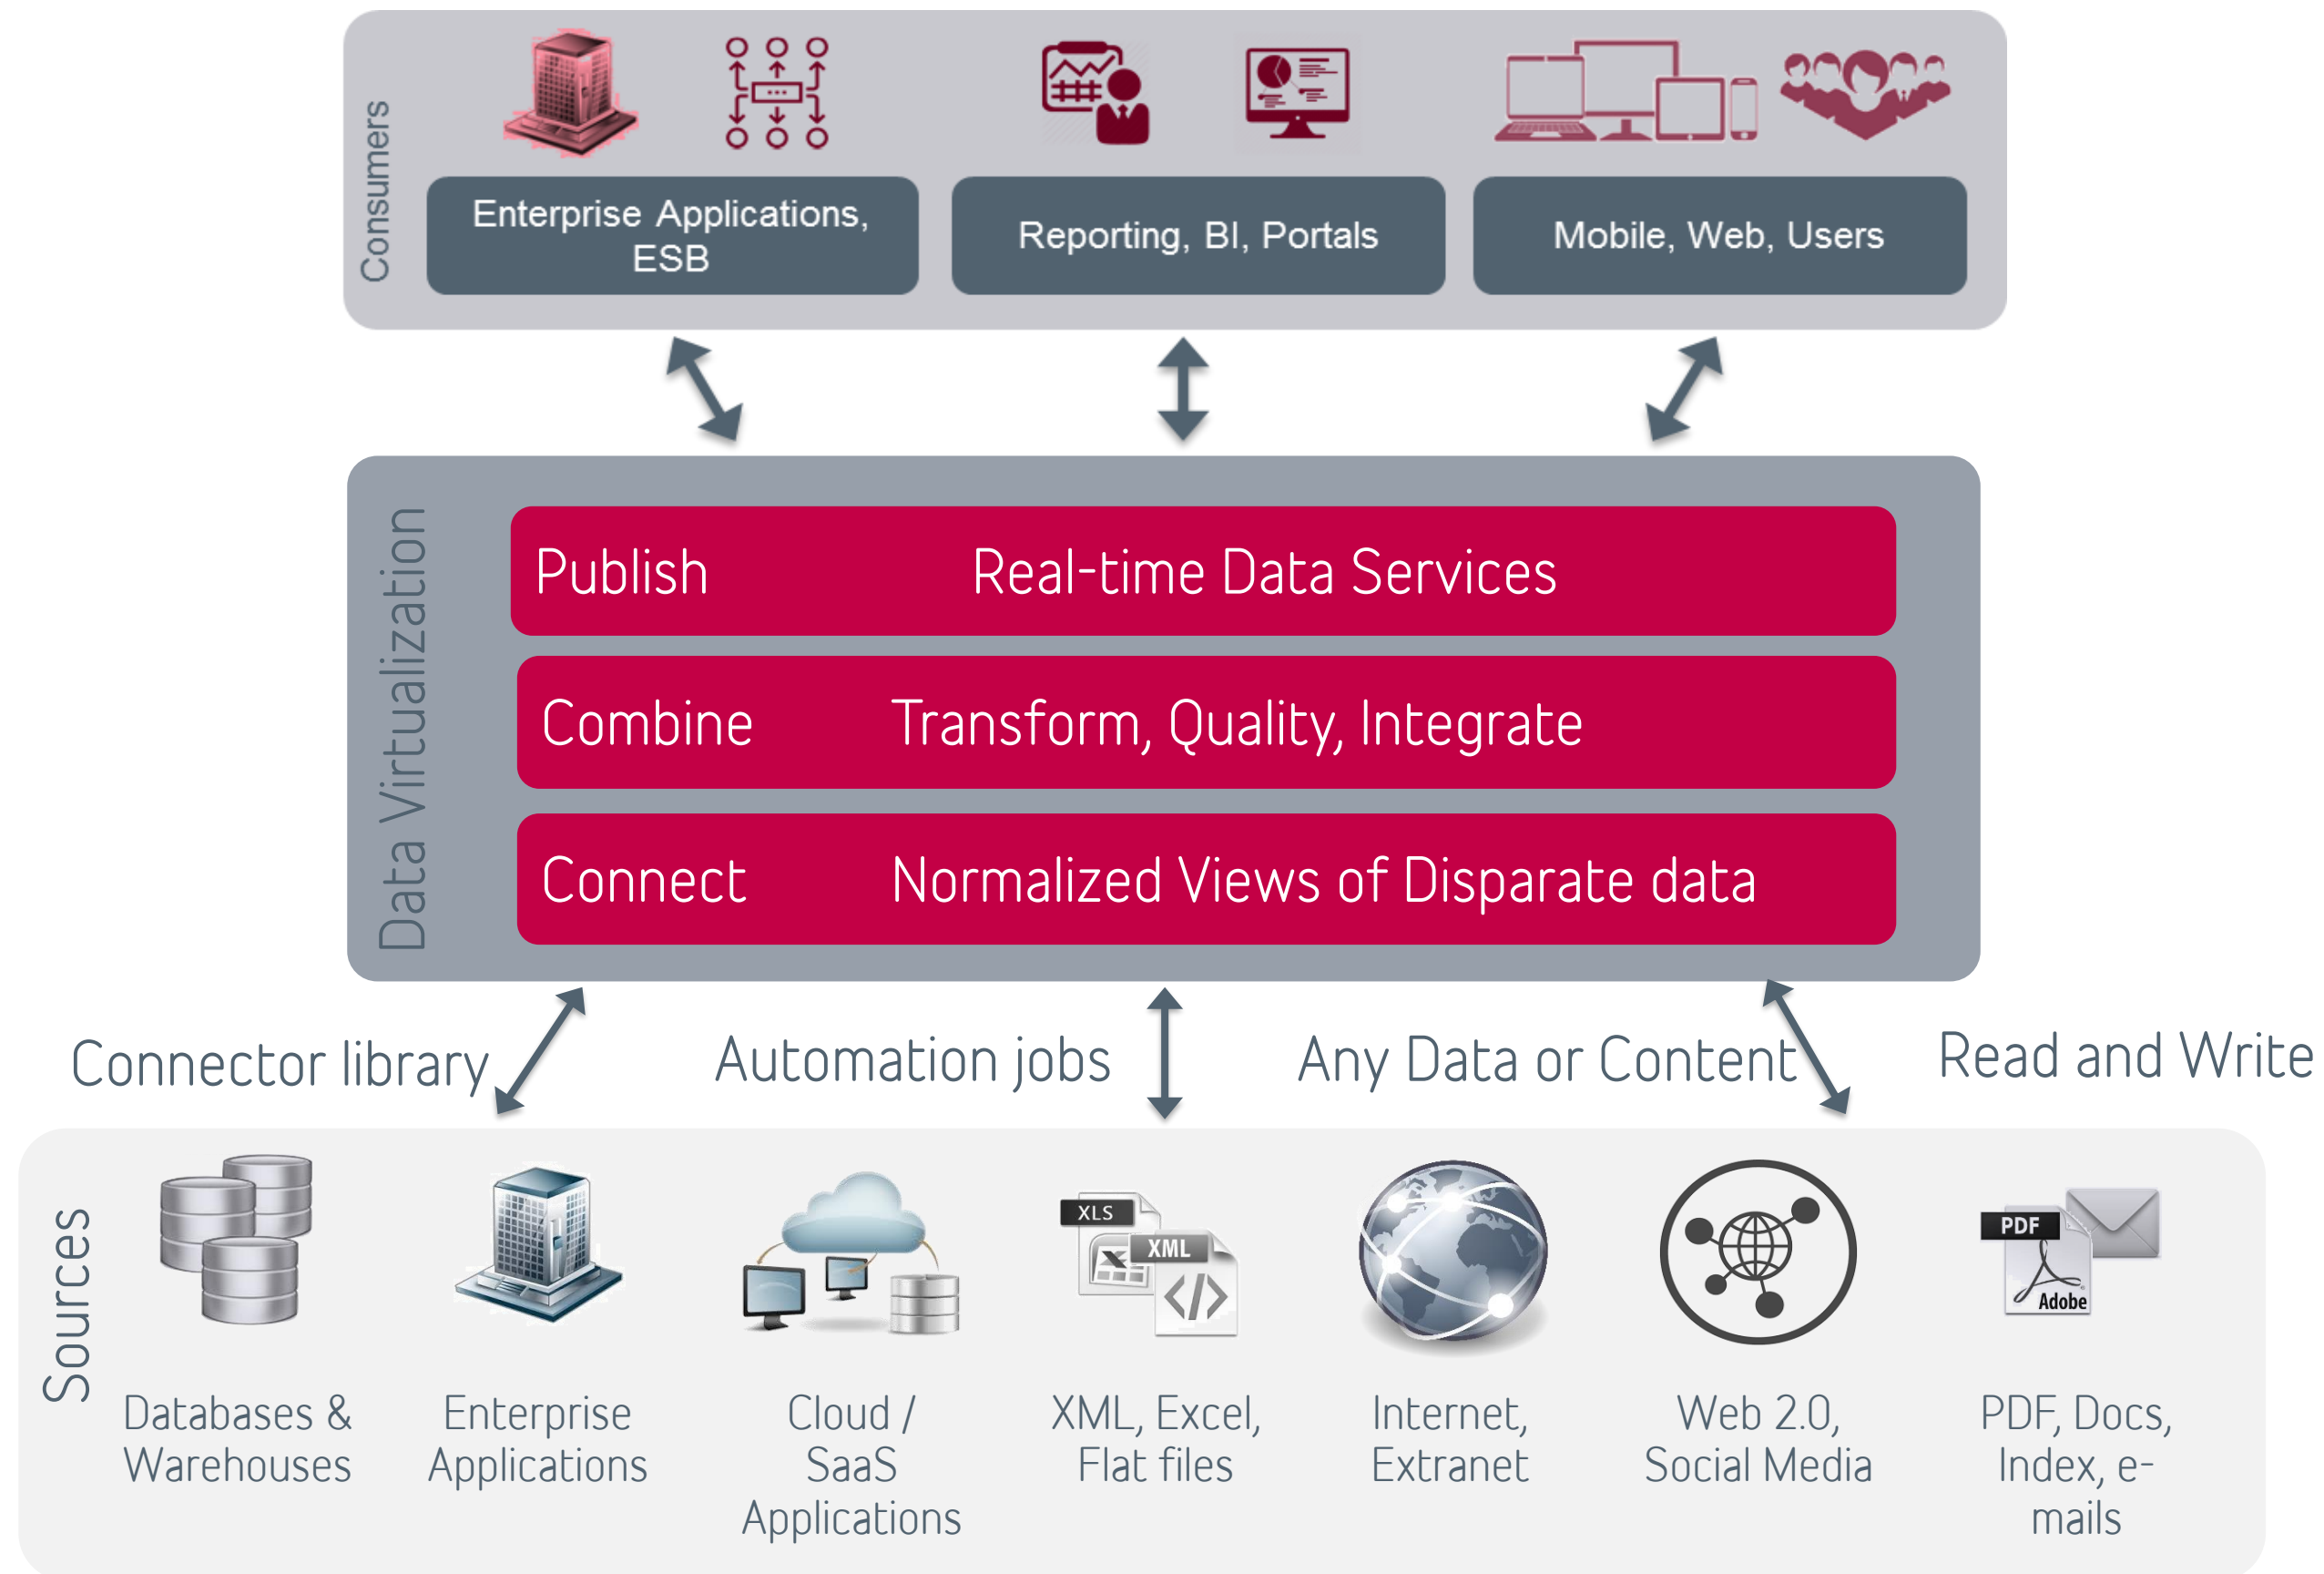 Consumers
Enterprise Applications,
ESB
Reporting, BI, Portals
Mobile, Web, Users
Data Virtualization
Publish Real-time Data Services
Combine Transform, Quality, Integrate
Connect Normalized Views of Disparate data
Connector library
Automation jobs
Any Data or Content
Read and Write
Sources
XLS
XML
PDF
Adobe
Databases &
Warehouses
Enterprise
Applications
Cloud /
SaaS
Applications
XML, Excel,
Flat files
Internet,
Extranet
Web 2.0,
Social Media
PDF, Docs,
Index, e-
mails